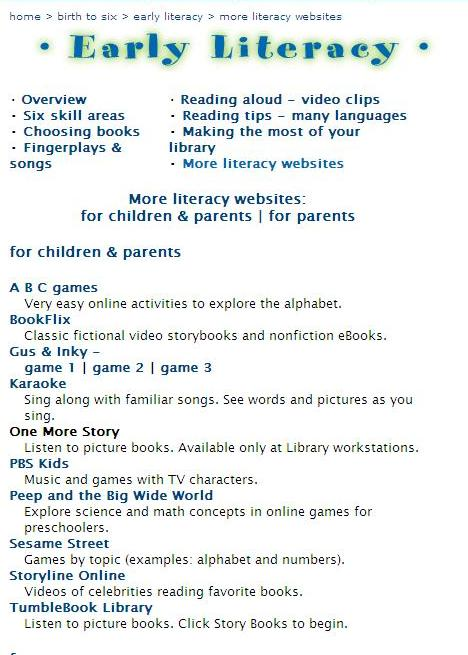 home > birth to six > early literacy > more literacy websites
• Early Literacy •
· Overview
· Six skill areas
· Choosing books
· Fingerplays &
songs
· Reading aloud – video clips
· Reading tips – many languages
· Making the most of your
library
· More literacy websites
More literacy websites:
for children & parents | for parents
for children & parents
A B C games
Very easy online activities to explore the alphabet.
BookFlix
Classic fictional video storybooks and nonfiction eBooks.
Gus & Inky –
game 1 | game 2 | game 3
Karaoke
Sing along with familiar songs. See words and pictures as you
sing.
One More Story
Listen to picture books. Available only at Library workstations.
PBS Kids
Music and games with TV characters.
Peep and the Big Wide World
Explore science and math concepts in online games for
preschoolers.
Sesame Street
Games by topic (examples: alphabet and numbers).
Storyline Online
Videos of celebrities reading favorite books.
TumbleBook Library
Listen to picture books. Click Story Books to begin.